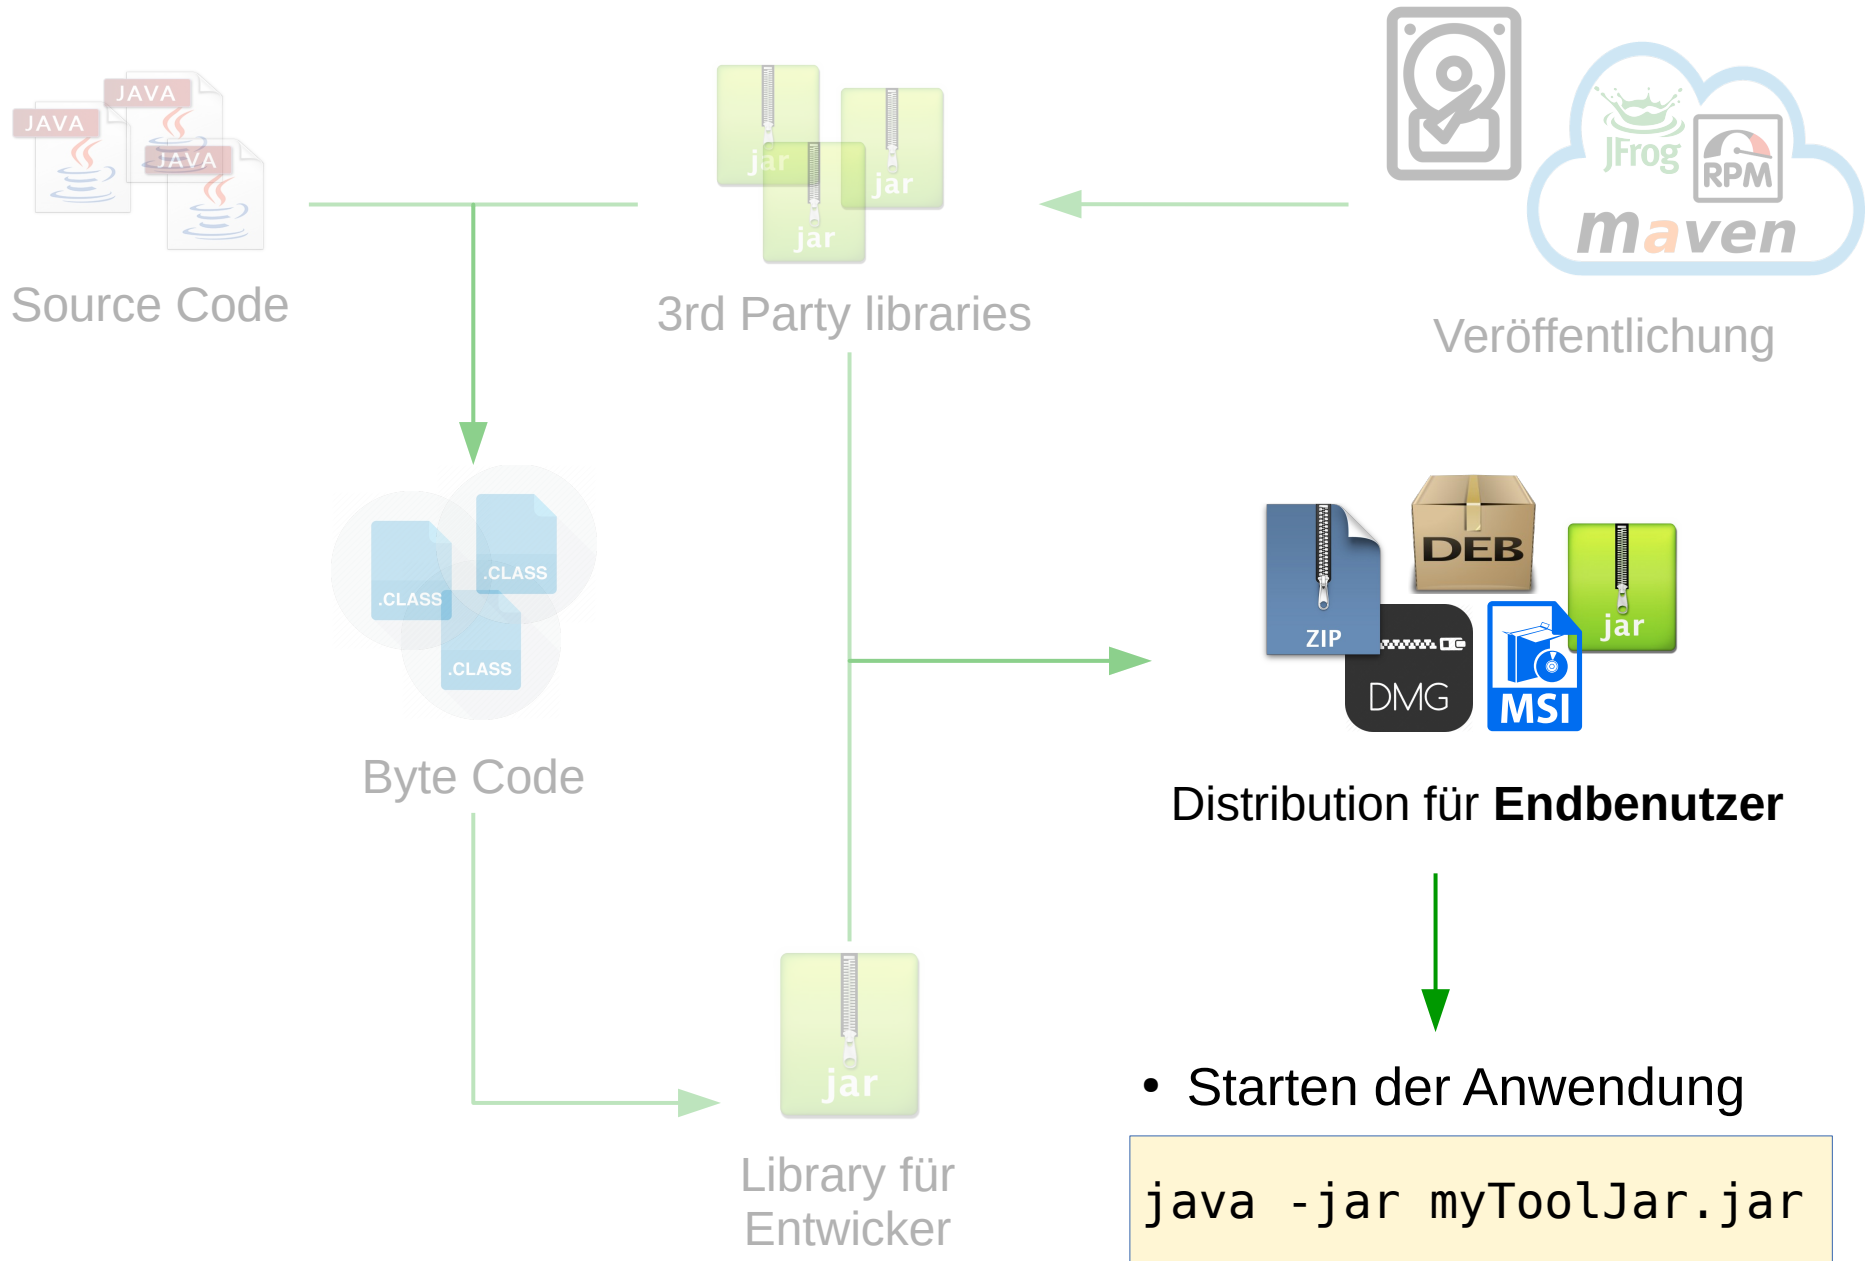 JAVA
JAVA
JAVA
Source Code
jar
jar
jar
3rd Party libraries
JFrog
RPM
maven
Veröffentlichung
.CLASS
.CLASS
.CLASS
Byte Code
ZIP
DEB
jar
DMG
MSI
Distribution für Endbenutzer
jar
Library für
Entwicker
• Starten der Anwendung
java -jar myToolJar.jar